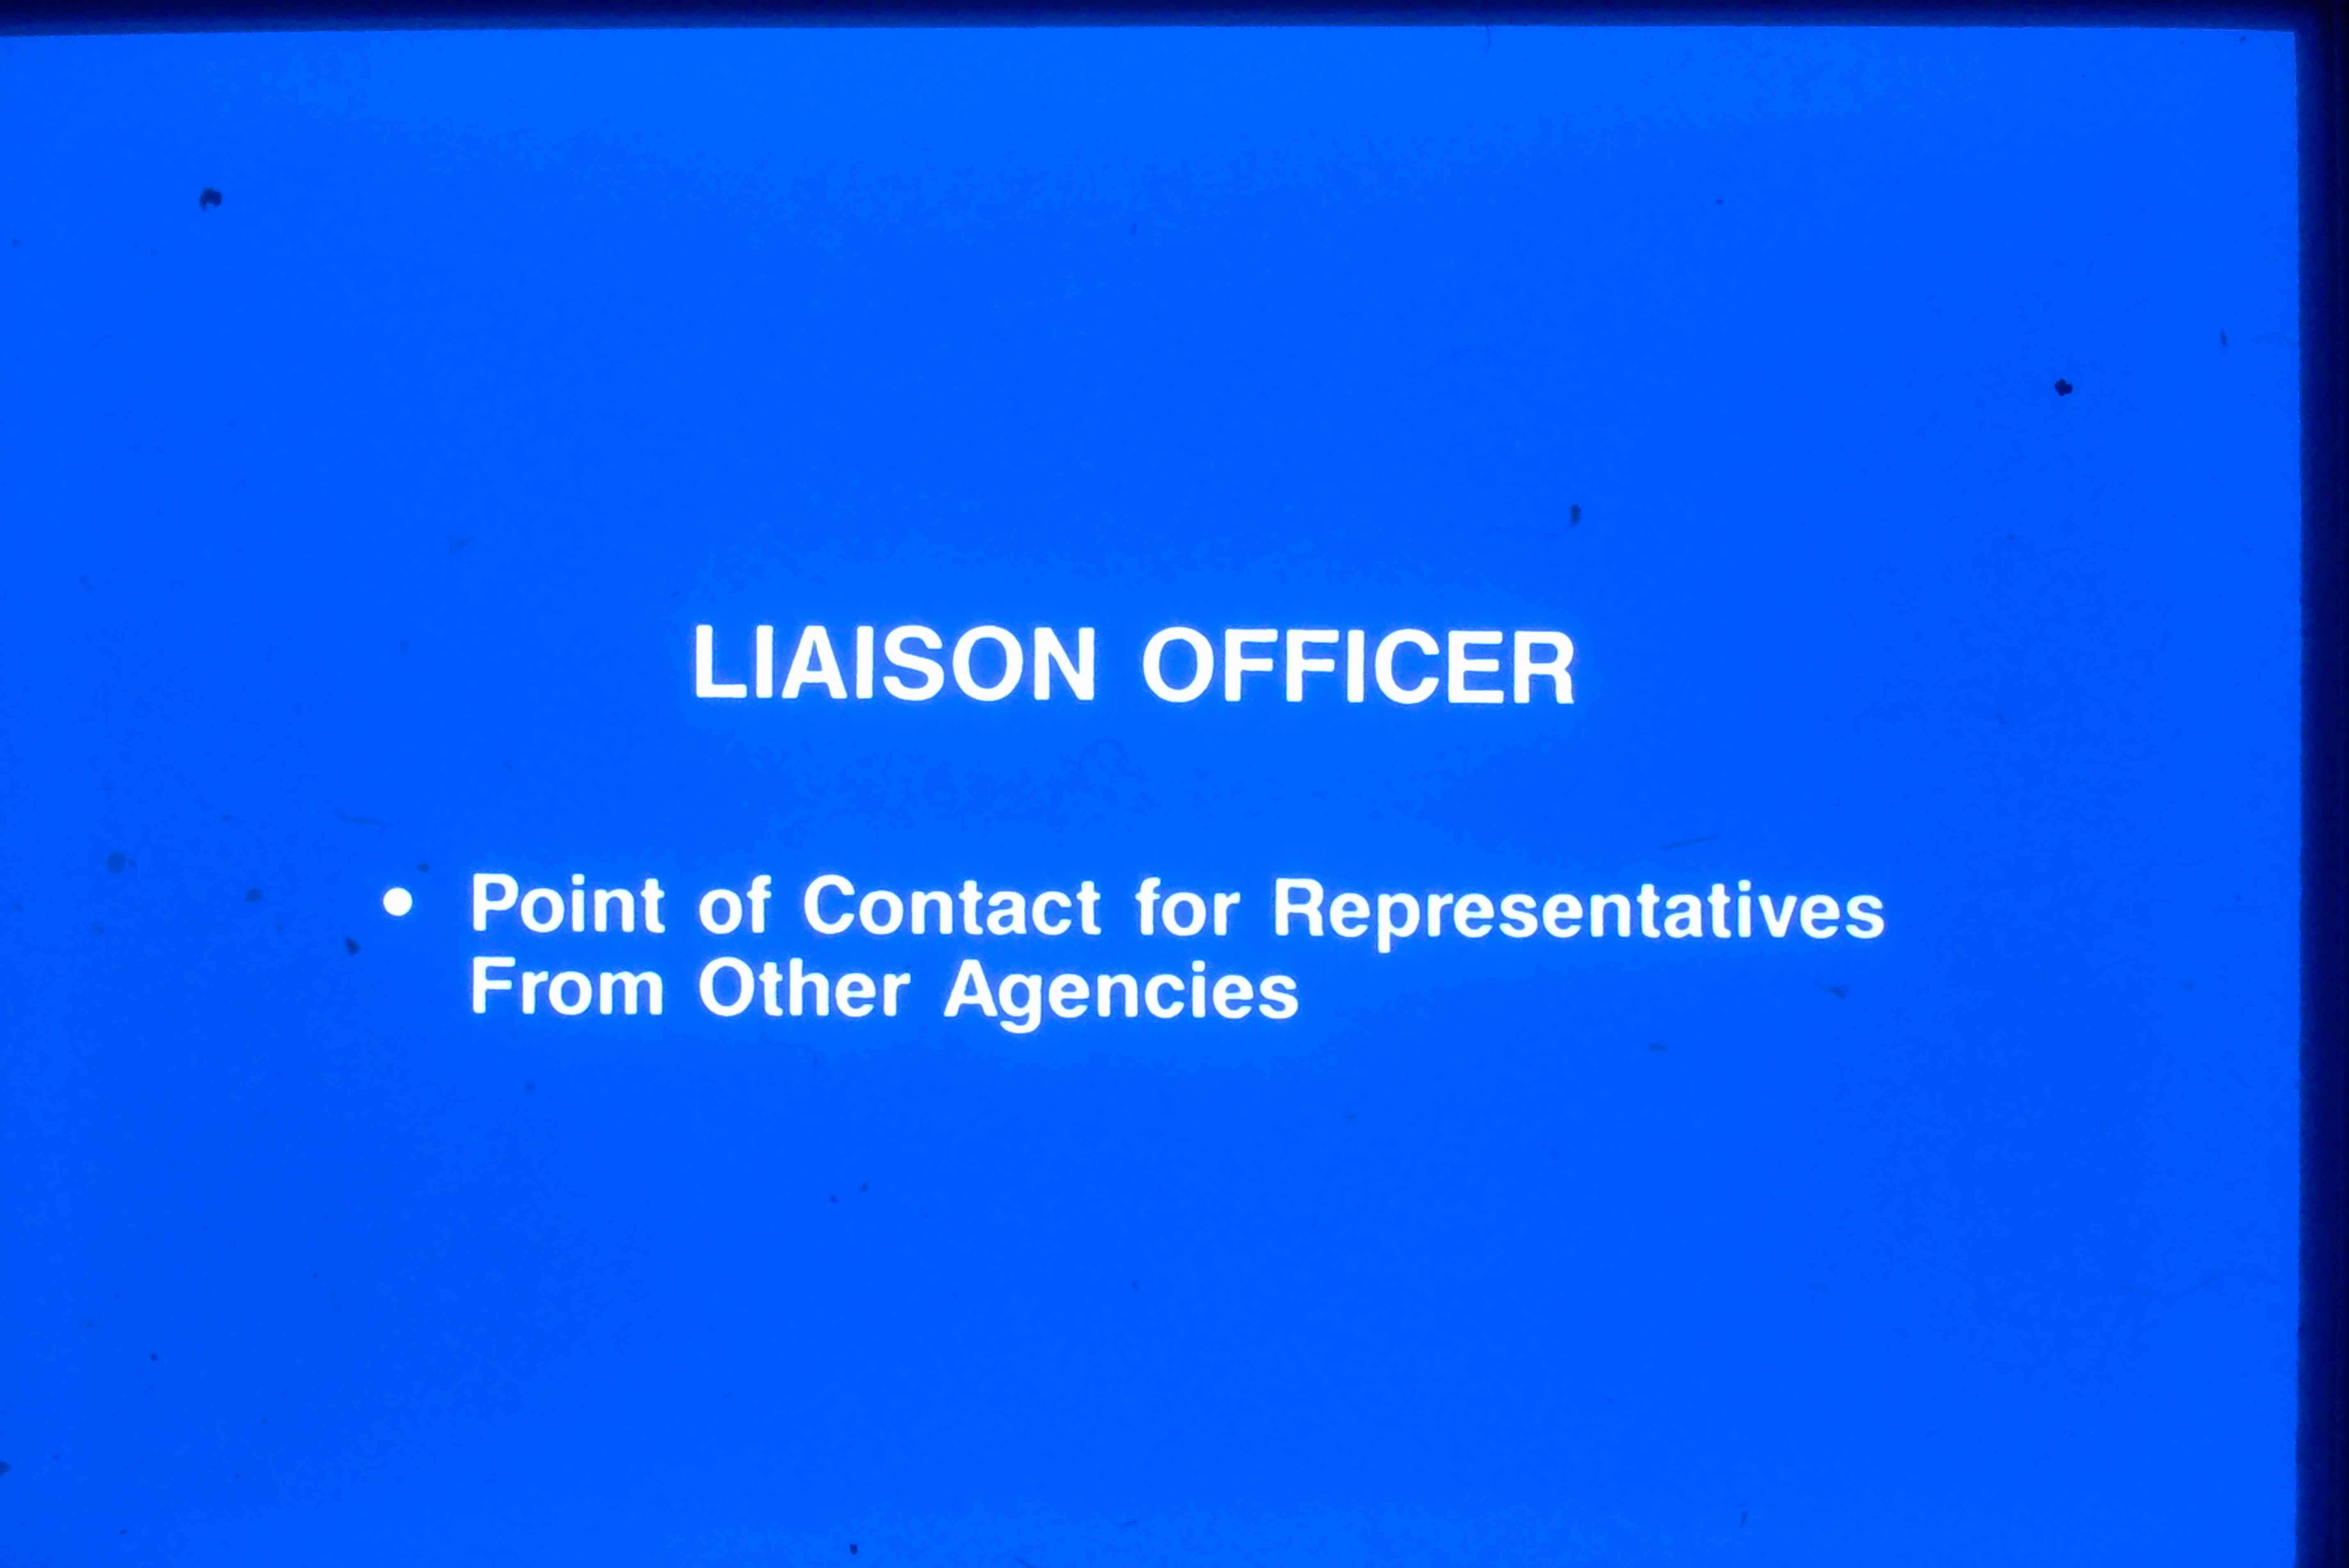 LIAISON OFFICER
• Point of Contact for Representatives
From Other Agencies